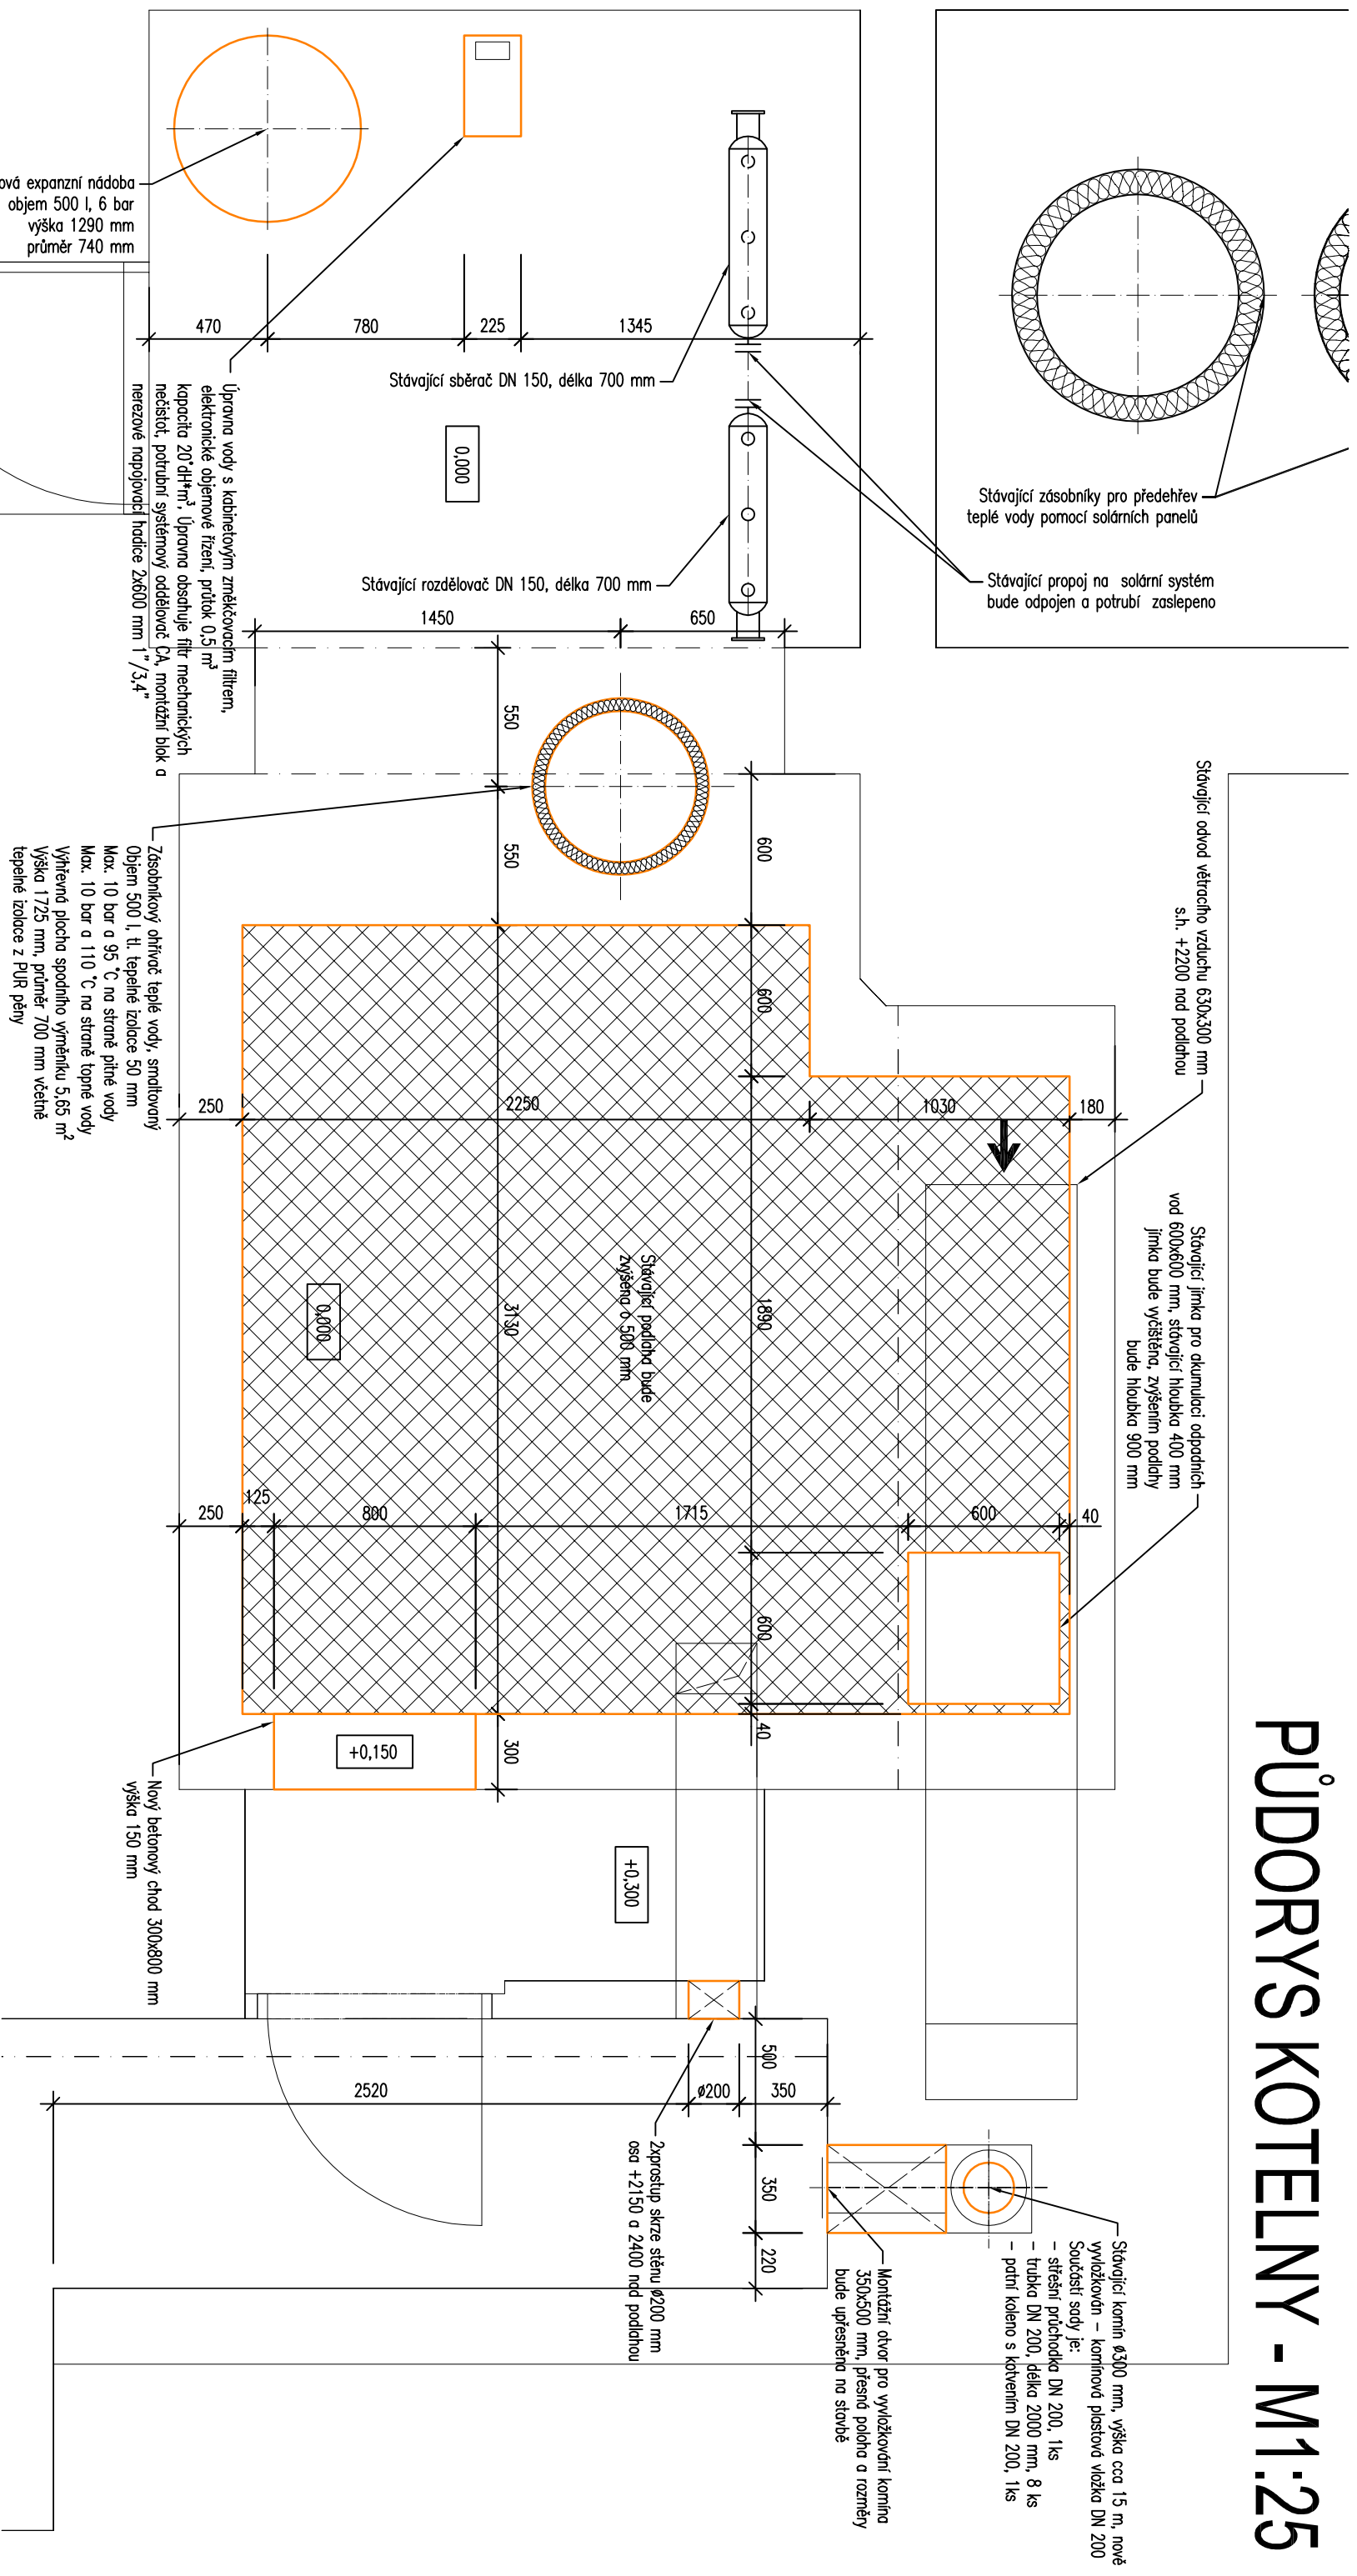 PŮDORYS KOTELNY - M1:25
Stávající zásobníky pro předehřev
teplé vody pomocí solárních panelů
Stávající propoj na solární systém
bude odpojen a potrubí zaslepeno
Stávající sběrač DN 150, délka 700 mm
Stávající rozdělovač DN 150, délka 700 mm
ová expanzní nádoba
objem 500 l, 6 bar
výška 1290 mm
průměr 740 mm
470
780
225
1345
0,000
Úpravna vody s kabinetovým změkčovacím filtrem,
elektronické objemové řízení, průtok 0,5 m³
kapacita 20°dH*m³, Úpravna obsahuje filtr mechanických
nečistot, potrubní systémový oddělovač CA, montážní blok a
nerezové napojovací hadice 2x600 mm 1"/3,4"
1450
650
550
550
600
600
Zásobníkový ohřívač teplé vody, smaltovaný
Objem 500 l, tl. tepelné izolace 50 mm
Max. 10 bar a 95 °C na straně pitné vody
Max. 10 bar a 110 °C na straně topné vody
Výhřevná plocha spodního výměníku 5,65 m²
Výška 1725 mm, průměr 700 mm včetně
tepelné izolace z PUR pěny
Stávající odvod větracího vzduchu 630x300 mm
s.h. +2200 nad podlahou
250
2250
1030
180
Stávající jímka pro akumulaci odpadních
vod 600x600 mm, stávající hloubka 400 mm
jímka bude vyčištěna, zvýšením podlahy
bude hloubka 900 mm
Stávající podlaha bude
zvýšena o 500 mm
0,000
3130
1890
250
125
800
1715
600
40
600
40
300
+0,150
Nový betonový chod 300x800 mm
výška 150 mm
+0,300
2520
ø200
350
500
350
220
2xprostup skrze stěnu Ø200 mm
osa +2150 a 2400 nad podlahou
Montážní otvor pro vyvložkování komína
350x500 mm, přesná poloha a rozměry
bude upřesněna na stavbě
Stávající komín Ø300 mm, výška cca 15 m, nově
vyvložkován - komínová plastová vložka DN 200
Součástí sady je:
- střešní průchodka DN 200, 1ks
- trubka DN 200, délka 2000 mm, 8 ks
- patní koleno s kotvením DN 200, 1ks